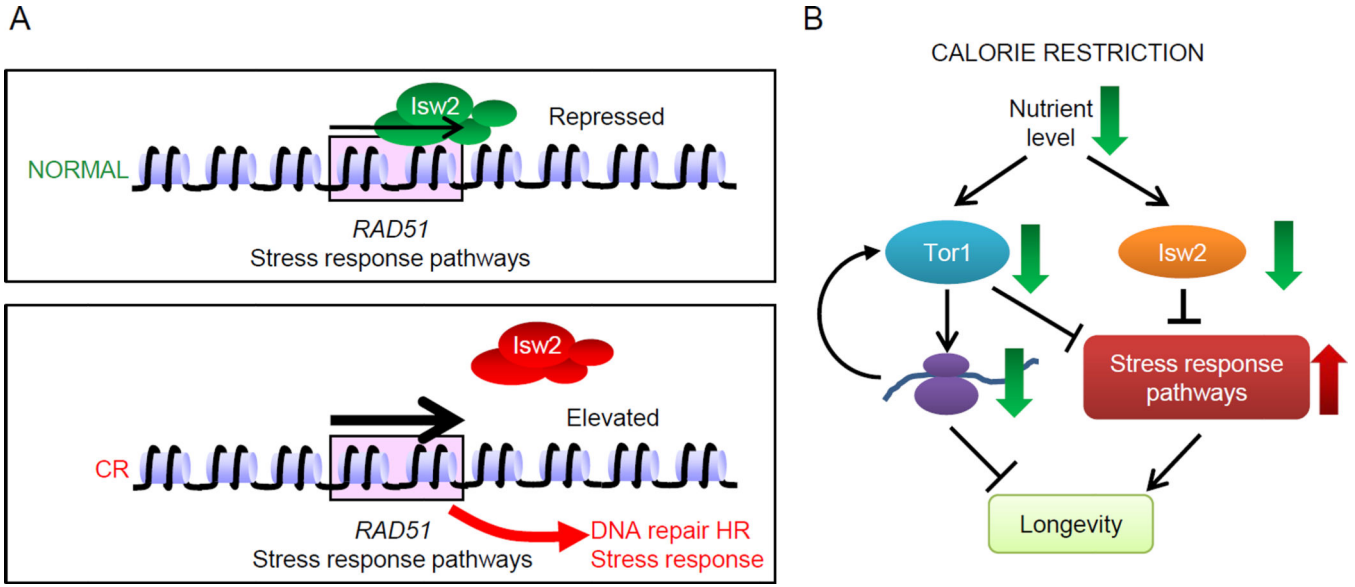 A
Isw2
Repressed
NORMAL
RAD51
Stress response pathways
Isw2
Elevated
CR
RAD51
Stress response pathways
DNA repair HR
Stress response
B
CALORIE RESTRICTION
Nutrient
level
Tor1
Isw2
Stress response
pathways
Longevity